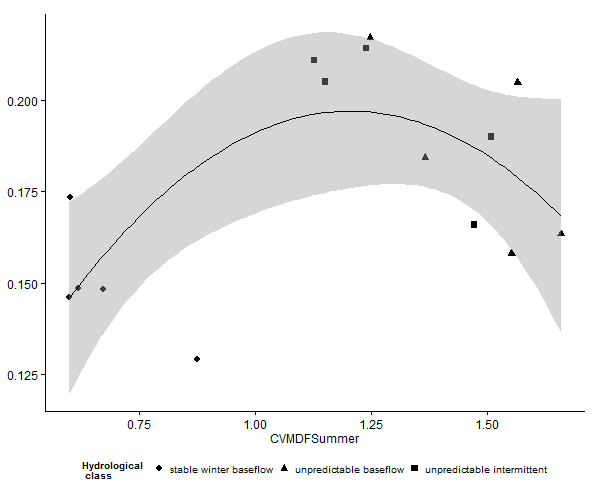 0.200
0.175
0.150
0.125
0.75 1.00 1.25 1.50
CVMDFSummer
Hydrological
class
stable winter baseflow unpredictable baseflow unpredictable intermittent